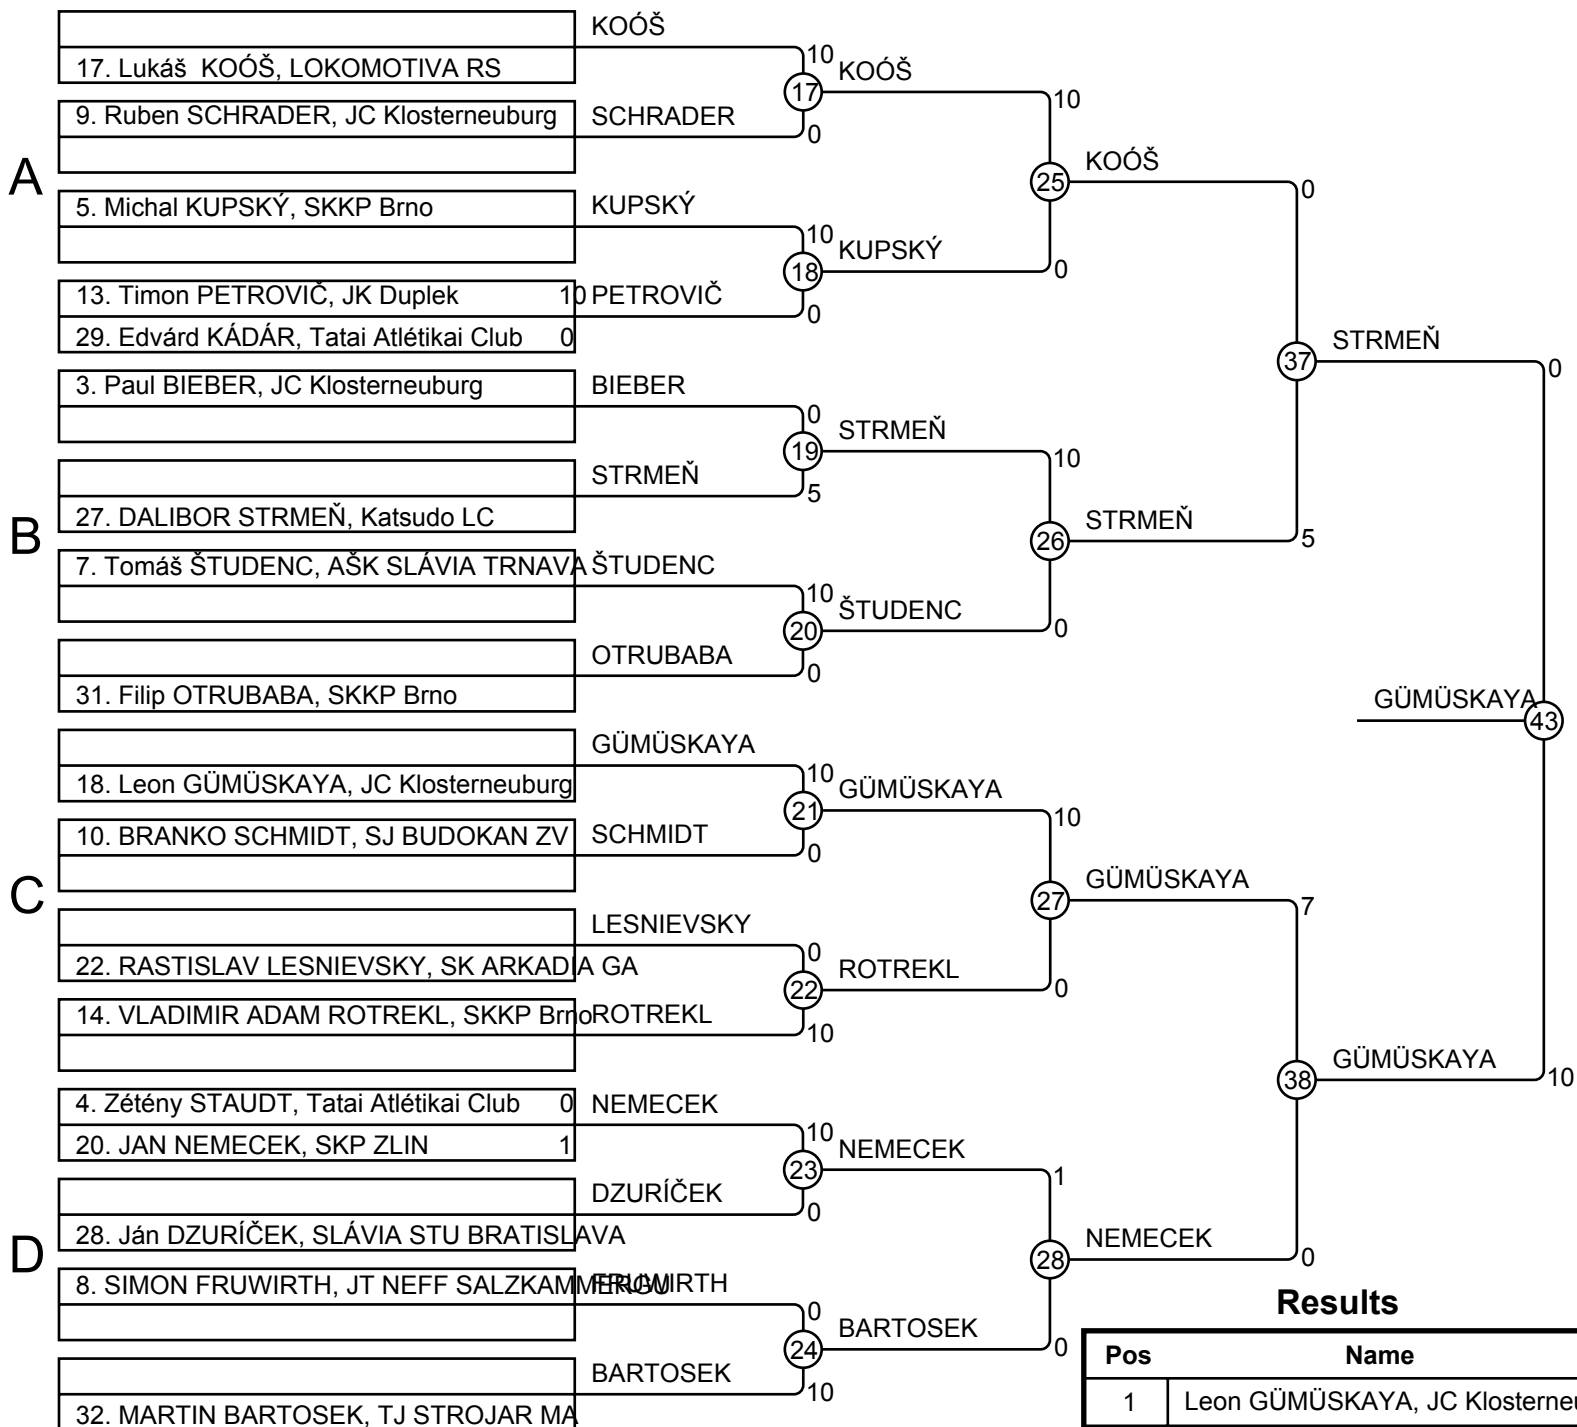 A
17. Lukáš KOÓŠ, LOKOMOTIVA RS
9. Ruben SCHRADER, JC Klosterneuburg
5. Michal KUPSKÝ, SKKP Brno
13. Timon PETROVIČ, JK Duplek 10
29. Edvárd KÁDÁR, Tatai Atlétikai Club 0
B
3. Paul BIEBER, JC Klosterneuburg
27. DALIBOR STRMEŇ, Katsudo LC
7. Tomáš ŠTUDENC, AŠK SLÁVIA TRNAVA
31. Filip OTRUBABA, SKKP Brno
C
18. Leon GÜMÜSKAYA, JC Klosterneuburg
10. BRANKO SCHMIDT, SJ BUDOKAN ZV
22. RASTISLAV LESNIEVSKY, SK ARKADIA GA
14. VLADIMIR ADAM ROTREKL, SKKP Brno
D
4. Zétény STAUDT, Tatai Atlétikai Club 0
20. JAN NEMECEK, SKP ZLIN 1
28. Ján DZURÍČEK, SLÁVIA STU BRATISLAVA
8. SIMON FRUWIRTH, JT NEFF SALZKAMMERGU
32. MARTIN BARTOSEK, TJ STROJAR MA
KOÓŠ
10
17
SCHRADER
0
KUPSKÝ
10
18
PETROVIČ
0
BIEBER
0
19
STRMEŇ
5
ŠTUDENC
10
20
OTRUBABA
0
GÜMÜSKAYA
10
21
SCHMIDT
0
LESNIEVSKY
0
22
ROTREKL
10
NEMECEK
10
23
DZURÍČEK
0
FRUWIRTH
0
24
BARTOSEK
10
KOÓŠ
10
25
KUPSKÝ
0
STRMEŇ
10
26
ŠTUDENC
0
GÜMÜSKAYA
10
27
ROTREKL
0
NEMECEK
1
28
BARTOSEK
0
KOÓŠ
0
37
STRMEŇ
5
GÜMÜSKAYA
7
38
NEMECEK
0
STRMEŇ
0
GÜMÜSKAYA
43
GÜMÜSKAYA
10
Results
Pos Name
1 Leon GÜMÜSKAYA, JC Klosterneu